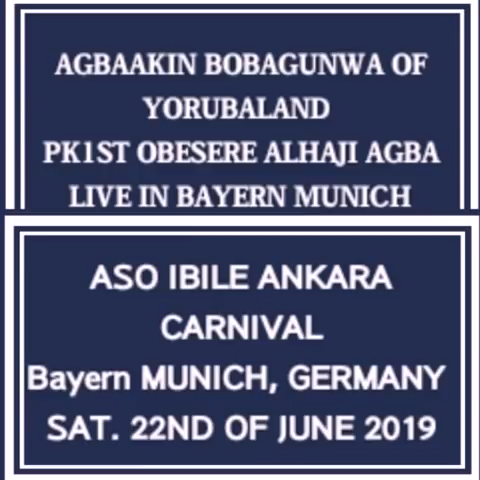 AGBAAKIN BOBAGUNWA OF
YORUBALAND
PK1ST OBESERE ALHAJI AGBA
LIVE IN BAYERN MUNICH
ASO IBILE ANKARA
CARNIVAL
Bayern MUNICH, GERMANY
SAT. 22ND OF JUNE 2019